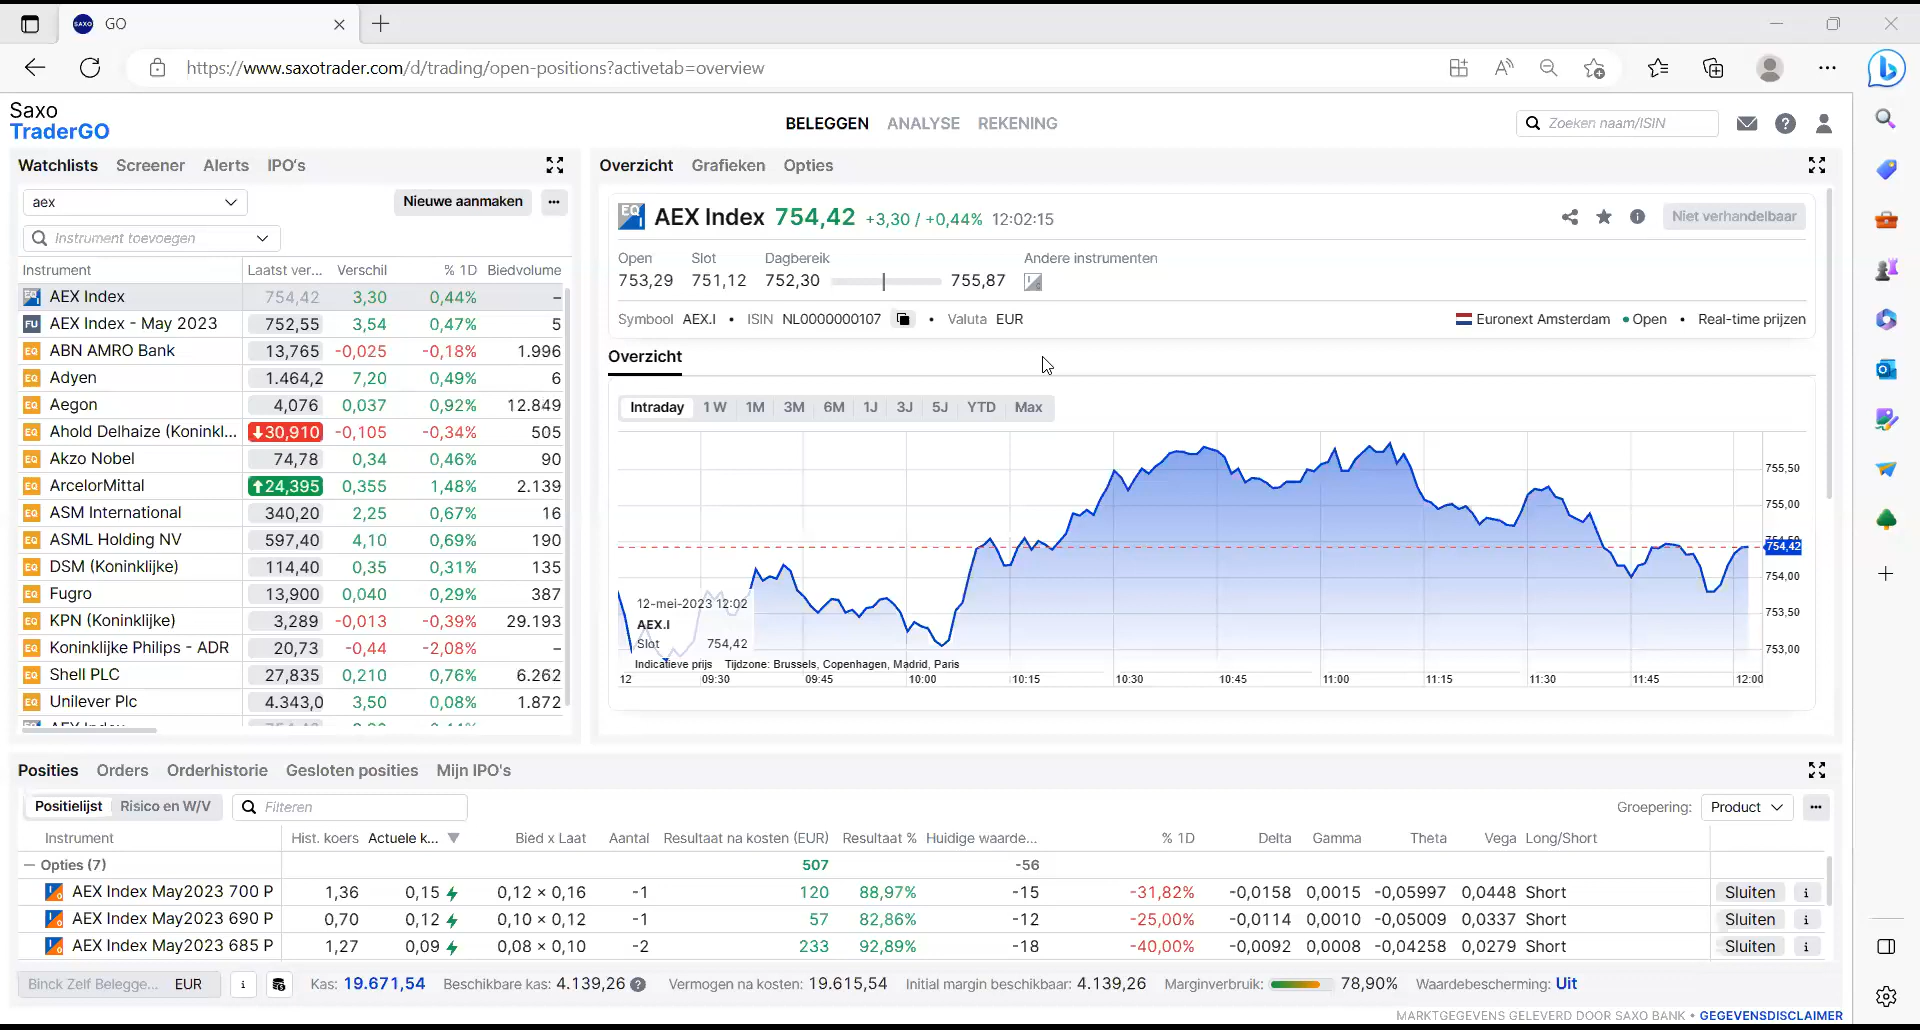 GO
https://www.saxotrader.com/d/trading/open-positions?activetab=overview
Saxo
TraderGO
BELEGGEN ANALYSE REKENING
Zoeken naam/ISIN
Watchlists Screener Alerts IPO's
aex
Nieuwe aanmaken
Instrument toevoegen
Instrument Laatst ver... Verschil % 1D Biedvolume
AEX Index 754,42 3,30 0,44% –
FU AEX Index - May 2023 752,55 3,54 0,47% 5
EQ ABN AMRO Bank 13,765 -0,025 -0,18% 1.996
EQ Adyen 1.464,2 7,20 0,49% 6
EQ Aegon 4,076 0,037 0,92% 12.849
EQ Ahold Delhaize (Koninkl... 30,910 -0,105 -0,34% 505
EQ Akzo Nobel 74,78 0,34 0,46% 90
EQ ArcelorMittal 24,395 0,355 1,48% 2.139
EQ ASM International 340,20 2,25 0,67% 16
EQ ASML Holding NV 597,40 4,10 0,69% 190
EQ DSM (Koninklijke) 114,40 0,35 0,31% 135
EQ Fugro 13,900 0,040 0,29% 387
EQ KPN (Koninklijke) 3,289 -0,013 -0,39% 29.193
EQ Koninklijke Philips - ADR 20,73 -0,44 -2,08% –
EQ Shell PLC 27,835 0,210 0,76% 6.262
EQ Unilever Plc 4.343,0 3,50 0,08% 1.872
Overzicht Grafieken Opties
EQ I AEX Index 754,42 +3,30 / +0,44% 12:02:15
Niet verhandelbaar
Open Slot Dagbereik Andere instrumenten
753,29 751,12 752,30 755,87
Symbool AEX.I • ISIN NL0000000107 • Valuta EUR
Euronext Amsterdam • Open • Real-time prijzen
Overzicht
Intraday 1W 1M 3M 6M 1J 3J 5J YTD Max
755,50
755,00
754,50
754,42
754,00
753,50
753,00
12-mei-2023 12:02
AEX.I
Slot 754,42
Indicatieve prijs Tijdzone: Brussels, Copenhagen, Madrid, Paris
12 09:30 09:45 10:00 10:15 10:30 10:45 11:00 11:15 11:30 11:45 12:00
Posities Orders Orderhistorie Gesloten posities Mijn IPO's
Positielijst Risico en W/V Filteren
Groepering: Product
Instrument Hist. koers Actuele k... Bied x Laat Aantal Resultaat na kosten (EUR) Resultaat % Huidige waarde... % 1D Delta Gamma Theta Vega Long/Short
Opties (7) 507 -56
AEX Index May2023 700 P 1,36 0,15 0,12 × 0,16 -1 120 88,97% -15 -31,82% -0,0158 0,0015 -0,05997 0,0448 Short Sluiten i
AEX Index May2023 690 P 0,70 0,12 0,10 × 0,12 -1 57 82,86% -12 -25,00% -0,0114 0,0010 -0,05009 0,0337 Short Sluiten i
AEX Index May2023 685 P 1,27 0,09 0,08 × 0,10 -2 233 92,89% -18 -40,00% -0,0092 0,0008 -0,04258 0,0279 Short Sluiten i
Binck Zelf Belegge... EUR i Kas: 19.671,54 Beschikbare kas: 4.139,26 Vermogen na kosten: 19.615,54 Initial margin beschikbaar: 4.139,26 Marginverbruik: 78,90% Waardebescherming: Uit
MARKTGEGEVENS GELEVERD DOOR SAXO BANK • GEGEVENSDISCLAIMER